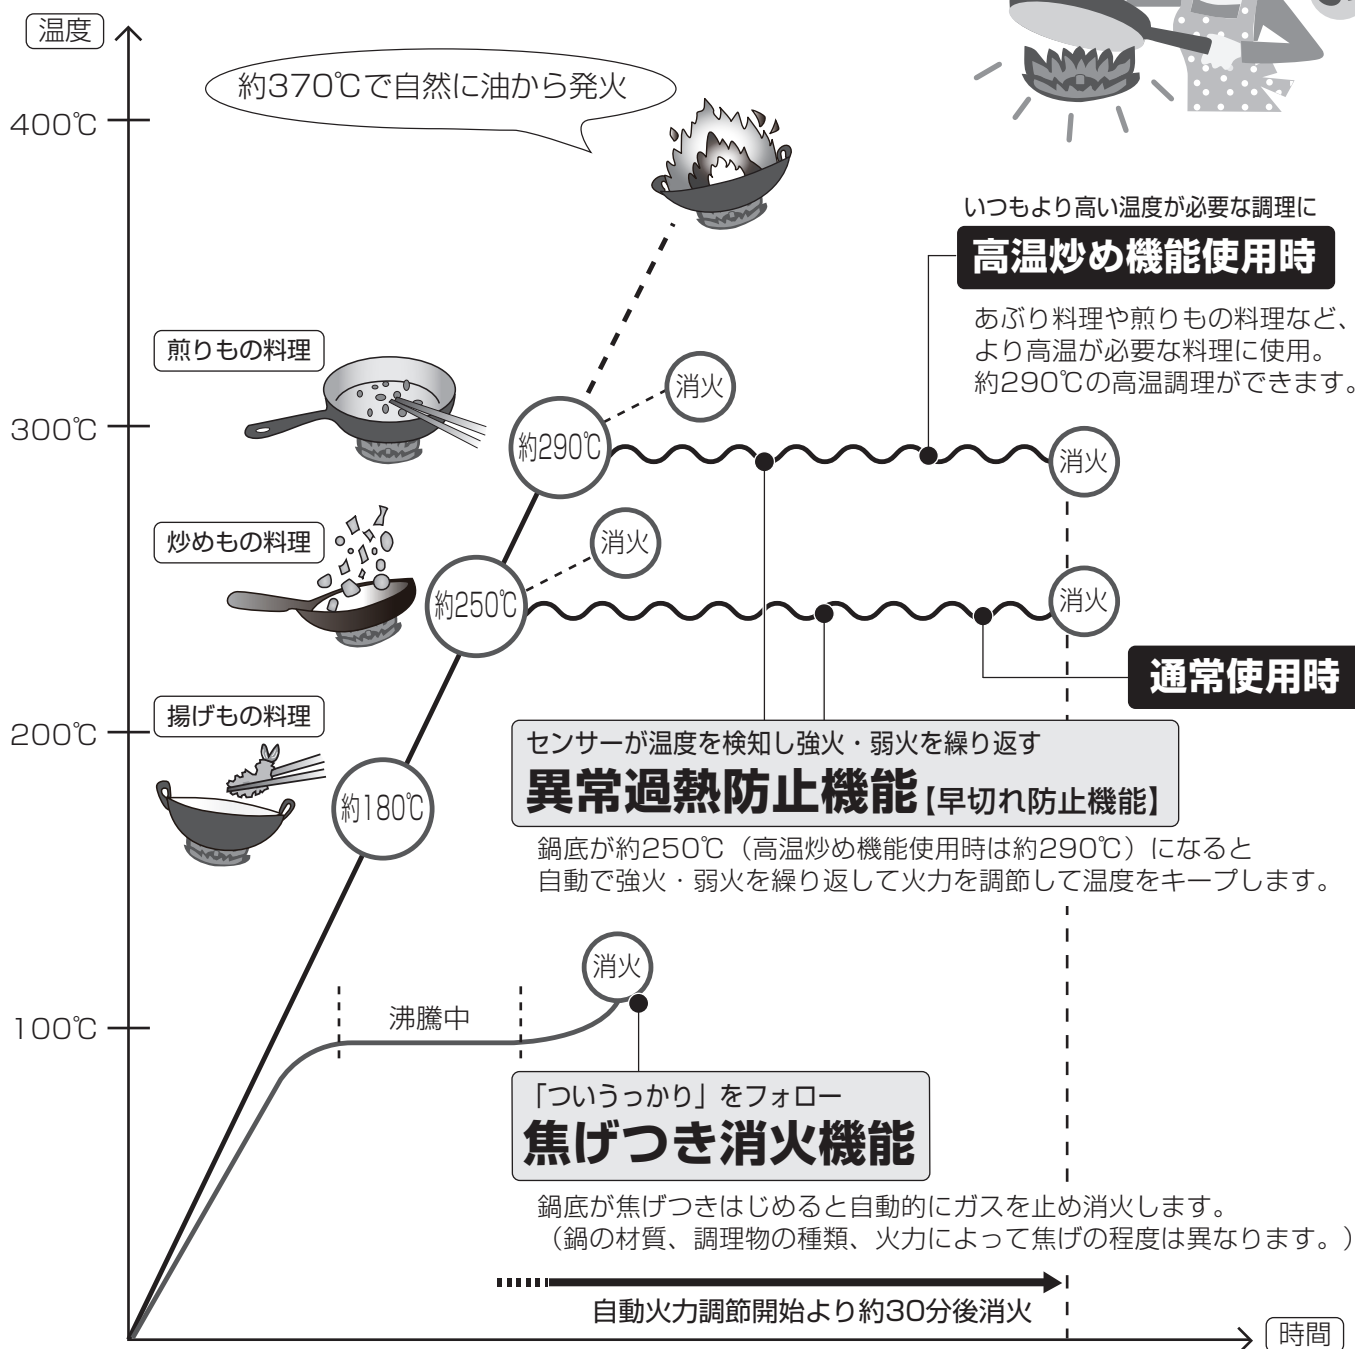 温度
約370℃で自然に油から発火
400℃
いつもより高い温度が必要な調理に
高温炒め機能使用時
あぶり料理や煎りもの料理など、
より高温が必要な料理に使用。
約290℃の高温調理ができます。
煎りもの料理
消火
300℃
約290℃
消火
炒めもの料理
消火
約250℃
消火
通常使用時
揚げもの料理
200℃
約180℃
センサーが温度を検知し強火・弱火を繰り返す
異常過熱防止機能【早切れ防止機能】
鍋底が約250℃（高温炒め機能使用時は約290℃）になると
自動で強火・弱火を繰り返して火力を調節して温度をキープします。
消火
沸騰中
100℃
「ついうっかり」をフォロー
焦げつき消火機能
鍋底が焦げつきはじめると自動的にガスを止め消火します。
（鍋の材質、調理物の種類、火力によって焦げの程度は異なります。）
自動火力調節開始より約30分後消火
時間